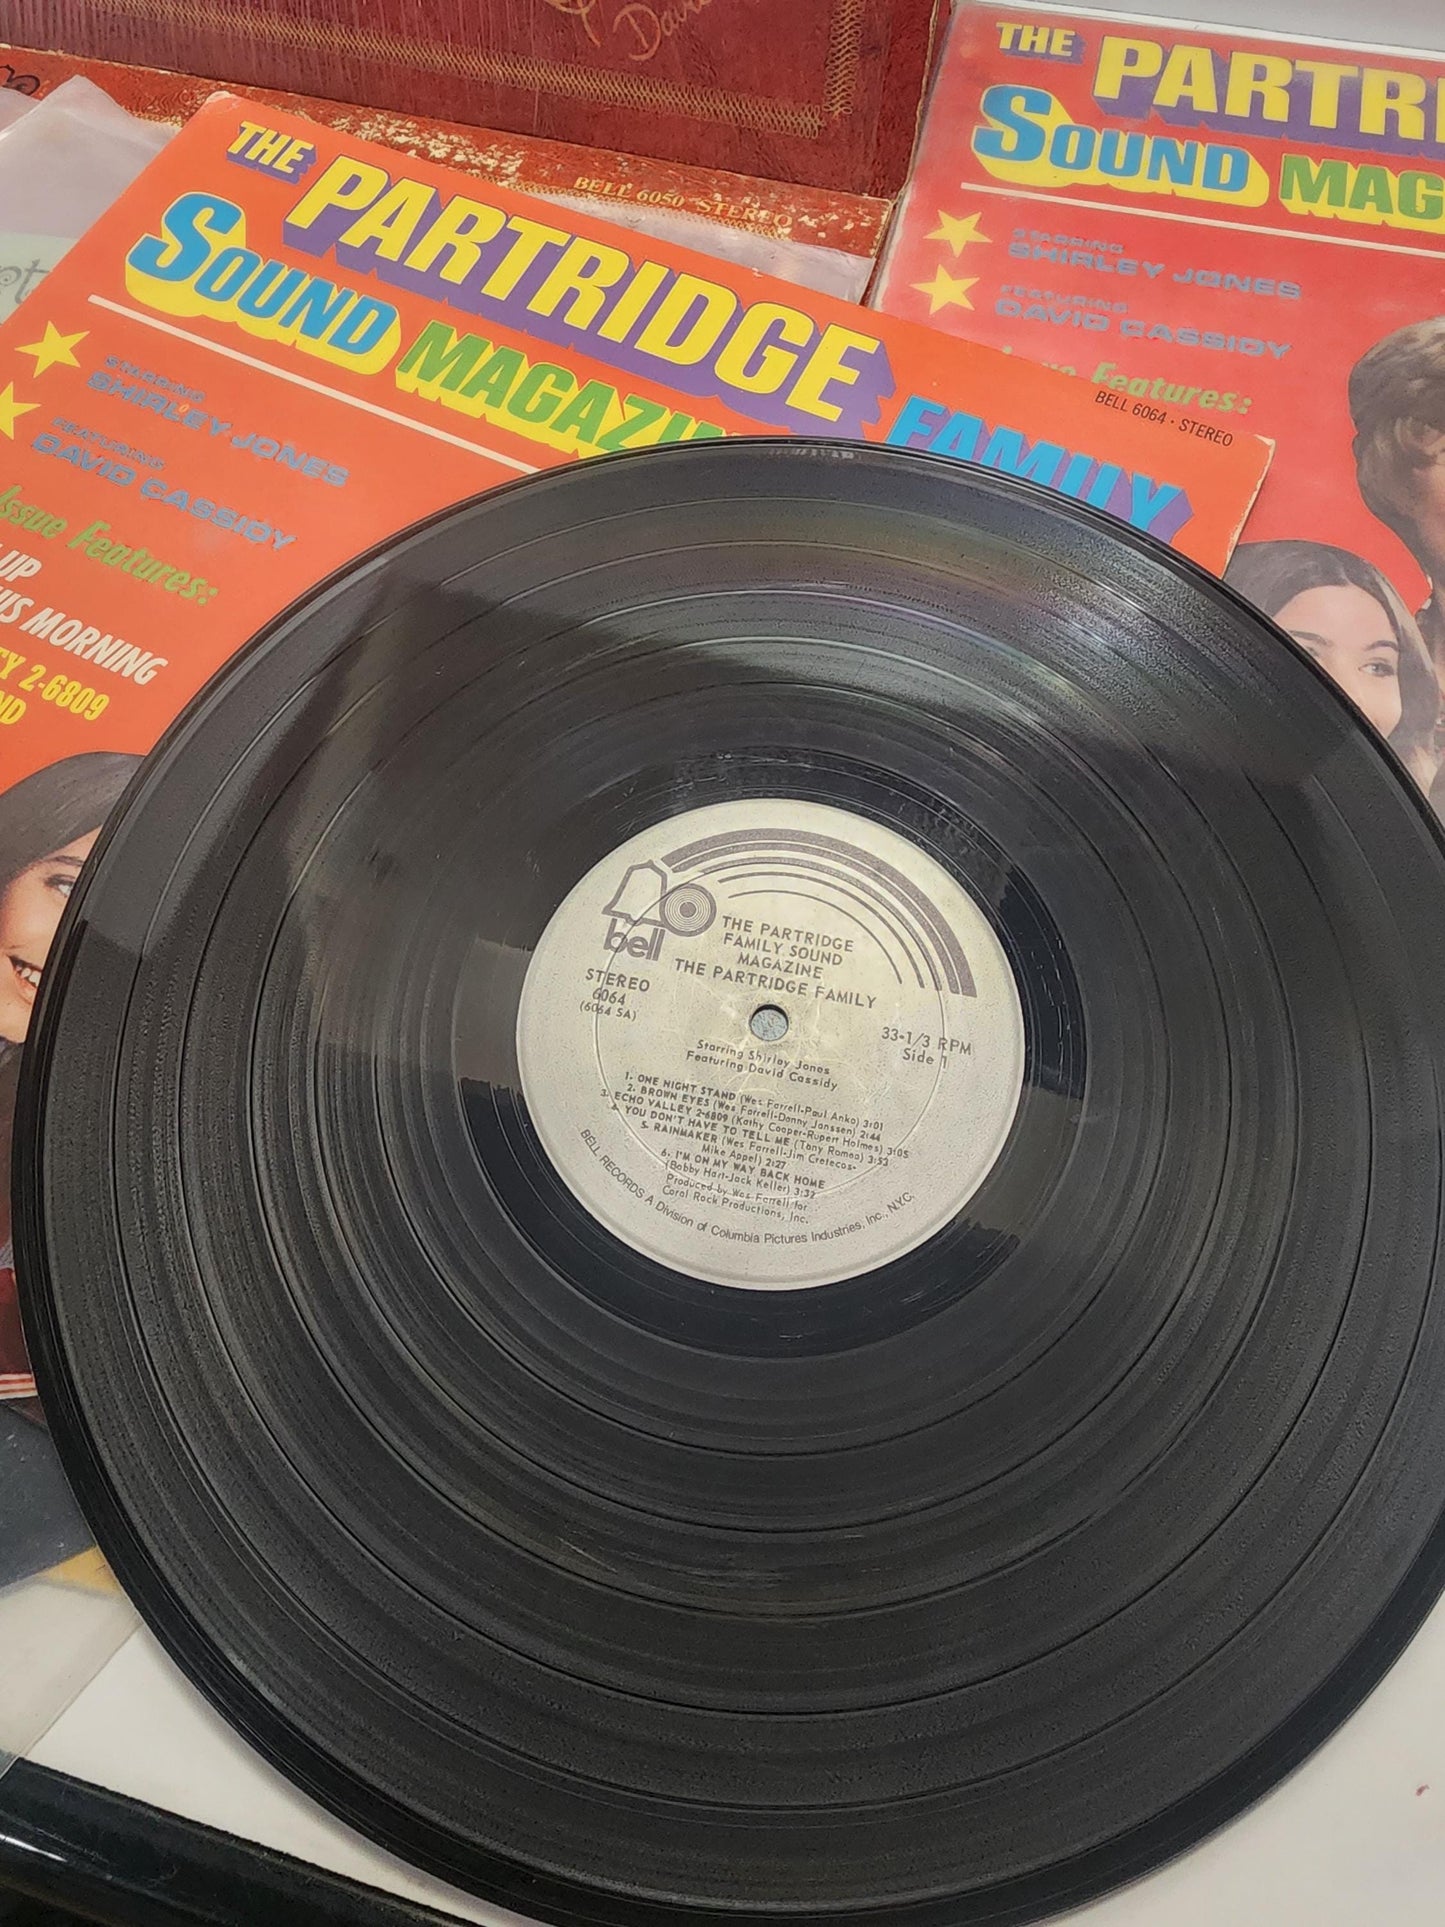 David
BELL 6050 STEREO
THE
PARTRIDGE
FAMILY
SOUND
BELL 6064 · STEREO
STARRING
SHIRLEY JONES
FEATURING
DAVID CASSIDY
Issue Features:
UP
MORNING
2-6809
THE
SOUND
STARRING
SHIRLEY JONES
FEATURING
DAVID CASSIDY
Features:
bell
THE PARTRIDGE
FAMILY SOUND
MAGAZINE
THE PARTRIDGE FAMILY
STEREO
6064
(6064 SA)
33-1/3 RPM
Side 1
Starring Shirley Jones
Featuring David Cassidy
1. ONE NIGHT STAND (Wes Farrell-Paul Anka) 3:01
2. BROWN EYES (Wes Farrell-Danny Janssen) 2:44
3. ECHO VALLEY 2-6809 (Kathy Cooper-Rupert Holmes) 3:05
4. YOU DON'T HAVE TO TELL ME (Tony Romeo) 3:53
5. RAINMAKER (Wes Farrell-Jim Cretecos-
Mike Appel) 2:27
6. I'M ON MY WAY BACK HOME
(Bobby Hart-Jack Keller) 3:32
Produced by Wes Farrell for
Coral Rock Productions, Inc.
BELL RECORDS A Division of Columbia Pictures Industries, Inc., N.Y.C.